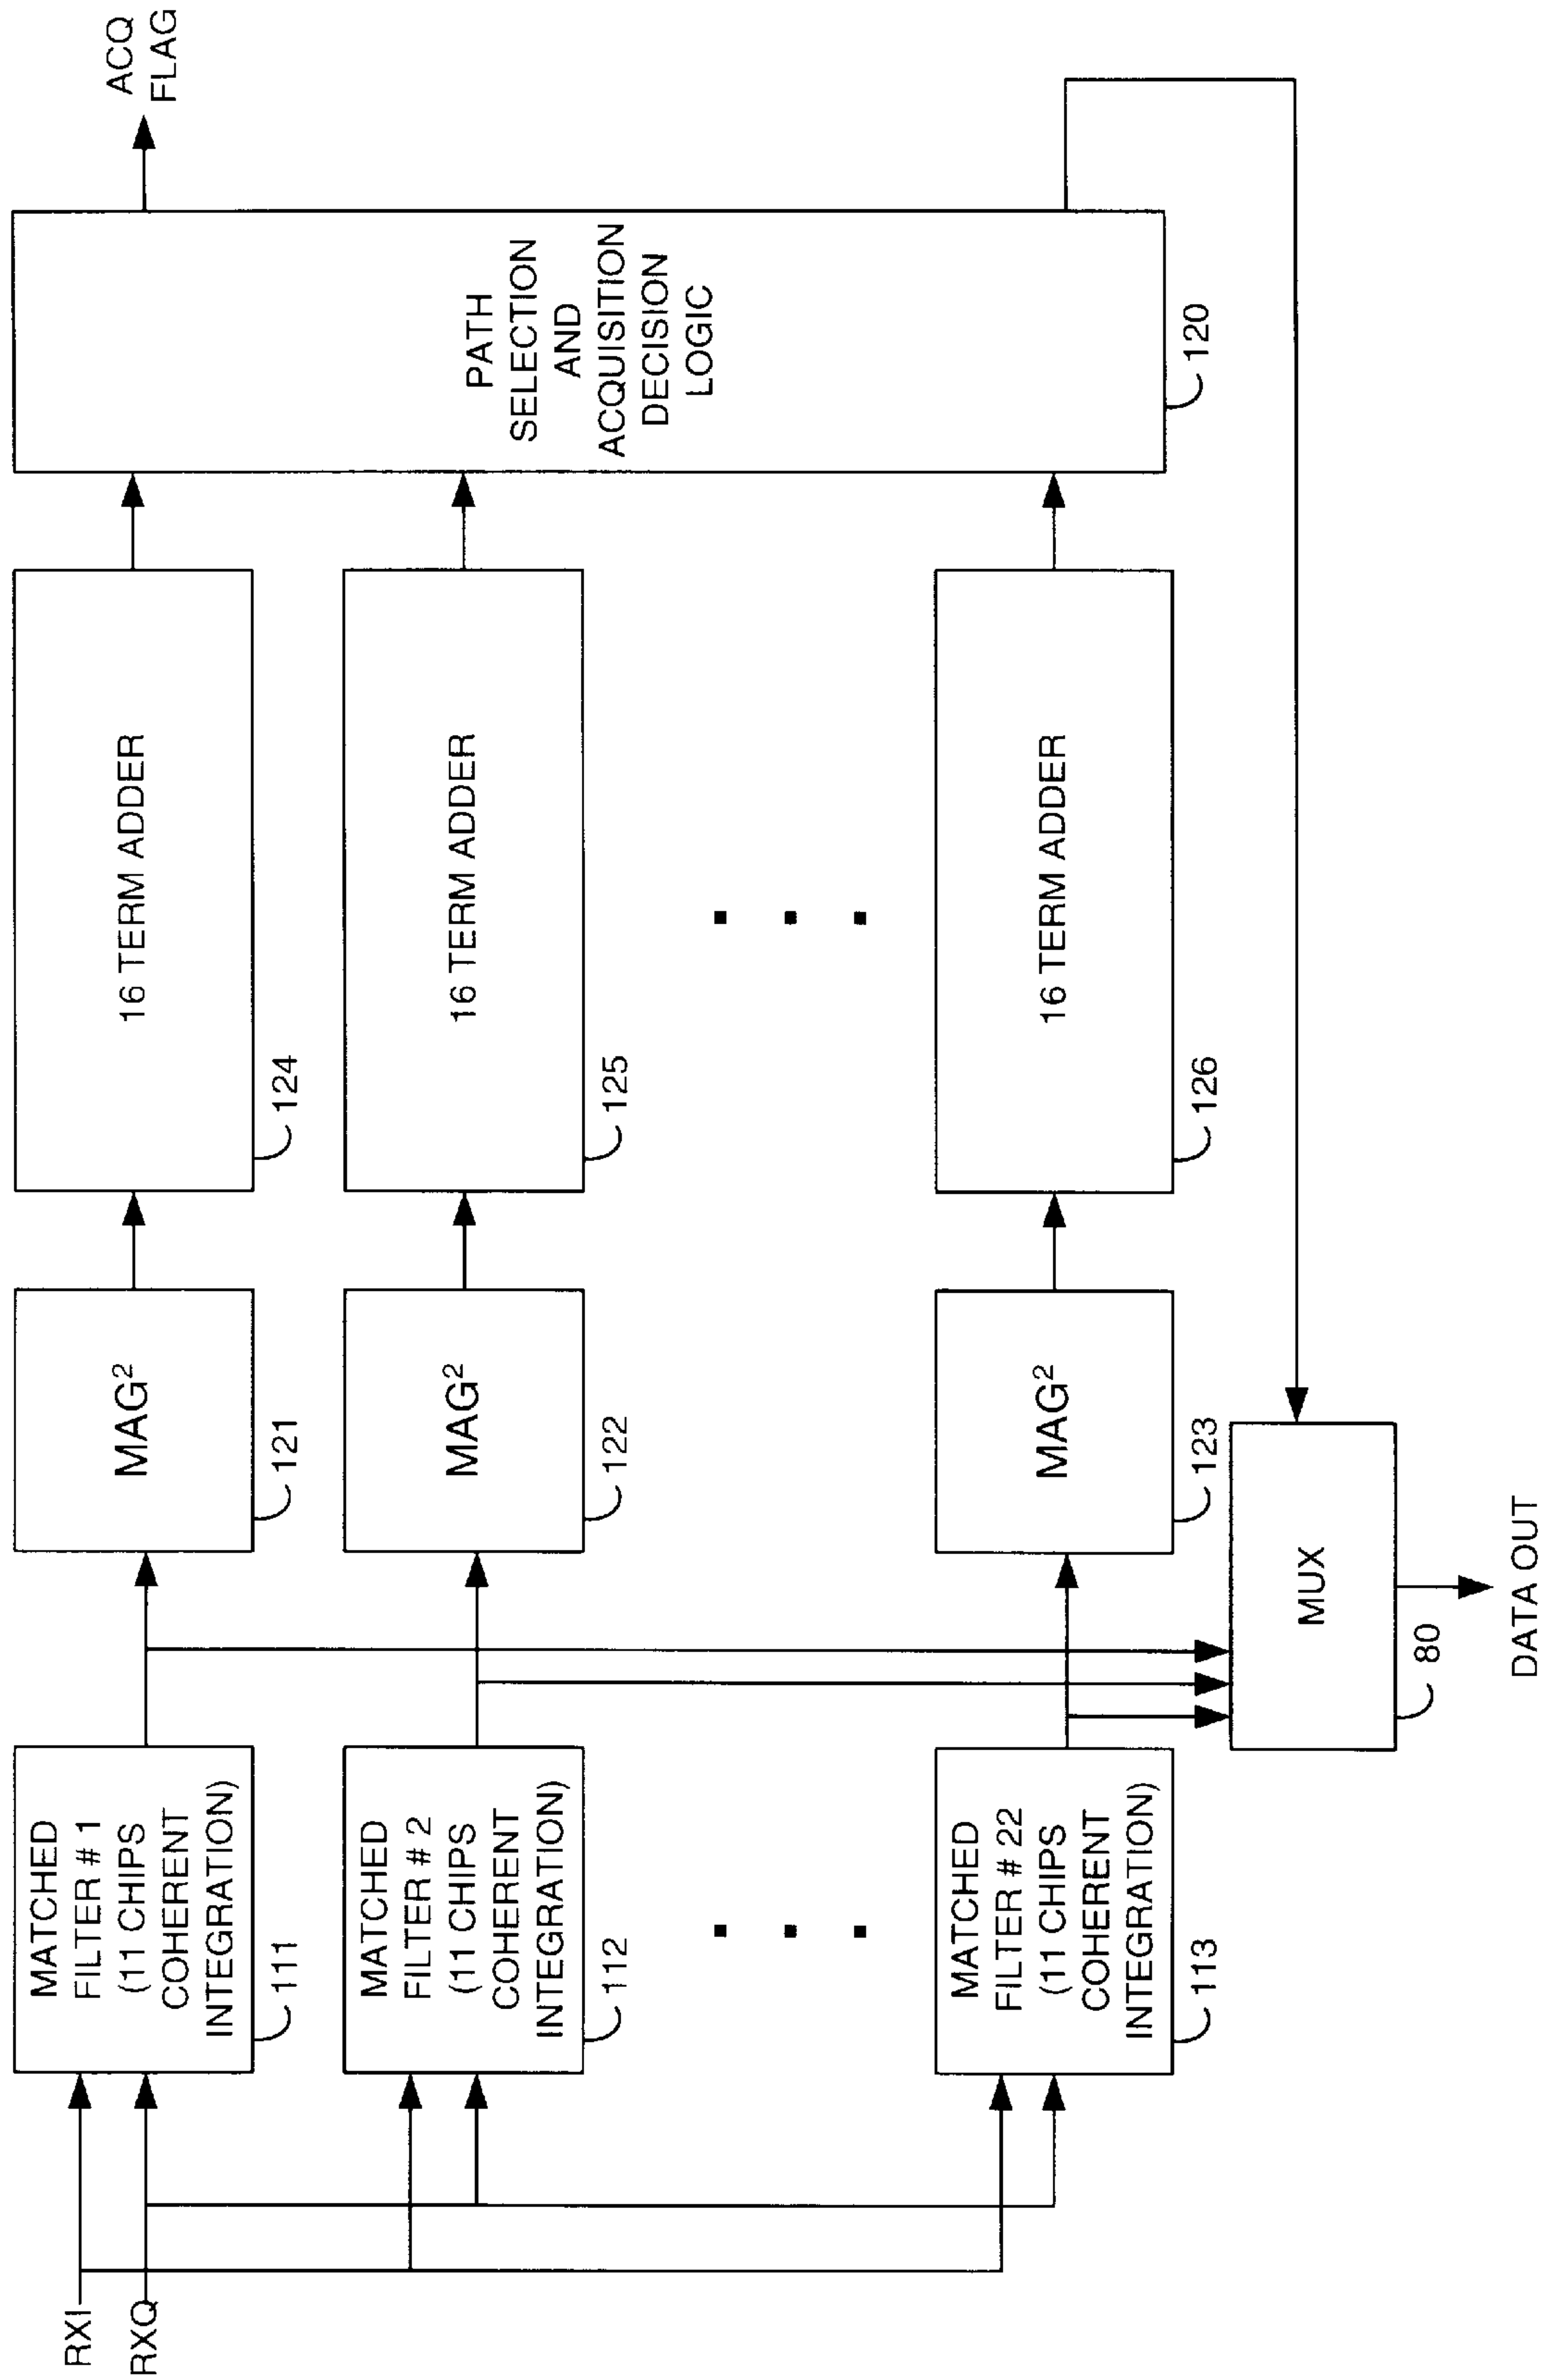 RXI
RXQ
MATCHED
FILTER # 1
(11 CHIPS
COHERENT
INTEGRATION)
111
MAG²
121
16 TERM ADDER
124
PATH
SELECTION
AND
ACQUISITION
DECISION
LOGIC
120
ACQ
FLAG
MATCHED
FILTER # 2
(11 CHIPS
COHERENT
INTEGRATION)
112
MAG²
122
16 TERM ADDER
125
MATCHED
FILTER # 22
(11 CHIPS
COHERENT
INTEGRATION)
113
MAG²
123
16 TERM ADDER
126
MUX
80
DATA OUT